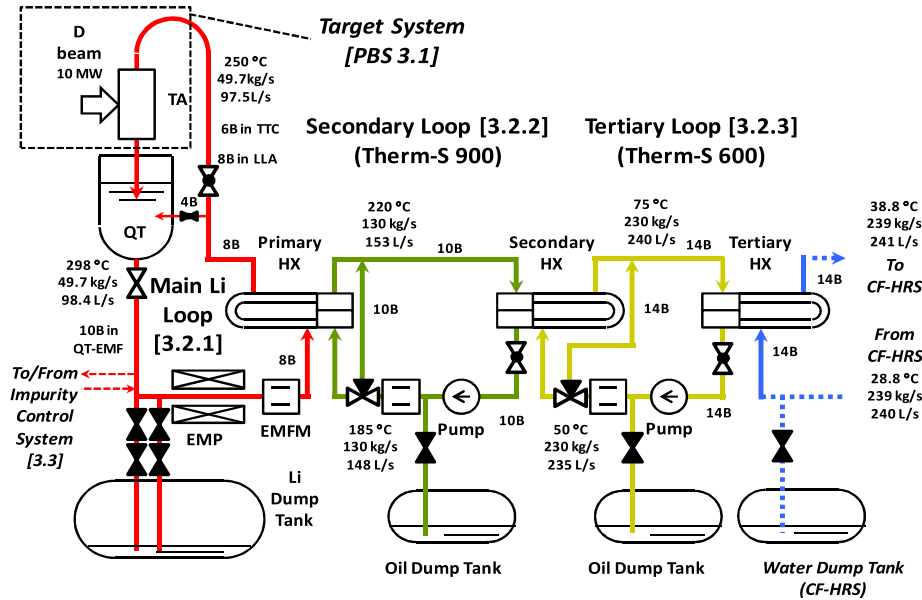 D
beam
10 MW
TA
Target System
[PBS 3.1]
250 °C
49.7kg/s
97.5L/s
6B in TTC
8B in LLA
Secondary Loop [3.2.2]
(Therm-S 900)
Tertiary Loop [3.2.3]
(Therm-S 600)
4B
QT
8B
Primary
HX
220 °C
130 kg/s
153 L/s
10B
Secondary
HX
75 °C
230 kg/s
240 L/s
14B
Tertiary
HX
38.8 °C
239 kg/s
241 L/s
14B
To
CF-HRS
298 °C
49.7 kg/s
98.4 L/s
Main Li
Loop
[3.2.1]
10B in
QT-EMF
8B
10B
14B
14B
From
CF-HRS
28.8 °C
239 kg/s
240 L/s
To/From
Impurity
Control
System
[3.3]
EMP
EMFM
185 °C
130 kg/s
148 L/s
Pump
10B
50 °C
230 kg/s
235 L/s
Pump
14B
Li
Dump
Tank
Oil Dump Tank
Oil Dump Tank
Water Dump Tank
(CF-HRS)